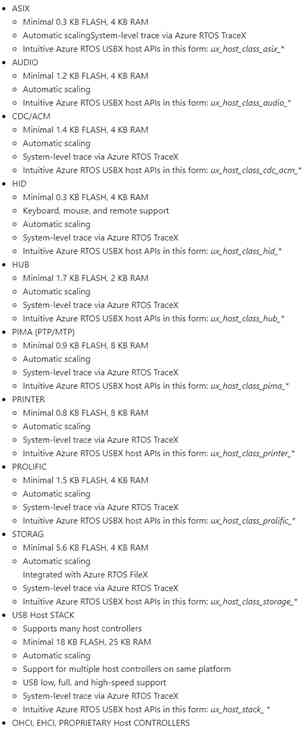 ASIX
Minimal 0.3 KB FLASH, 4 KB RAM
Automatic scalingSystem-level trace via Azure RTOS TraceX
Intuitive Azure RTOS USBX host APIs in this form: ux_host_class_asix_*
AUDIO
Minimal 1.2 KB FLASH, 4 KB RAM
Automatic scaling
Intuitive Azure RTOS USBX host APIs in this form: ux_host_class_audio_*
CDC/ACM
Minimal 1.4 KB FLASH, 4 KB RAM
Automatic scaling
System-level trace via Azure RTOS TraceX
Intuitive Azure RTOS USBX host APIs in this form: ux_host_class_cdc_acm_*
HID
Minimal 0.3 KB FLASH, 4 KB RAM
Keyboard, mouse, and remote support
Automatic scaling
System-level trace via Azure RTOS TraceX
Intuitive Azure RTOS USBX host APIs in this form: ux_host_class_hid_*
HUB
Minimal 1.7 KB FLASH, 2 KB RAM
Automatic scaling
System-level trace via Azure RTOS TraceX
Intuitive Azure RTOS USBX host APIs in this form: ux_host_class_hub_*
PIMA (PTP/MTP)
Minimal 0.9 KB FLASH, 8 KB RAM
Automatic scaling
System-level trace via Azure RTOS TraceX
Intuitive Azure RTOS USBX host APIs in this form: ux_host_class_pima_*
PRINTER
Minimal 0.8 KB FLASH, 8 KB RAM
Automatic scaling
System-level trace via Azure RTOS TraceX
Intuitive Azure RTOS USBX host APIs in this form: ux_host_class_printer_*
PROLIFIC
Minimal 1.5 KB FLASH, 4 KB RAM
Automatic scaling
System-level trace via Azure RTOS TraceX
Intuitive Azure RTOS USBX host APIs in this form: ux_host_class_prolific_*
STORAG
Minimal 5.6 KB FLASH, 4 KB RAM
Automatic scaling
Integrated with Azure RTOS FileX
System-level trace via Azure RTOS TraceX
Intuitive Azure RTOS USBX host APIs in this form: ux_host_class_storage_*
USB Host STACK
Supports many host controllers
Minimal 18 KB FLASH, 25 KB RAM
Automatic scaling
Support for multiple host controllers on same platform
USB low, full, and high-speed support
System-level trace via Azure RTOS TraceX
Intuitive Azure RTOS USBX host APIs in this form: ux_host_stack_ *
OHCI, EHCI, PROPRIETARY Host CONTROLLERS